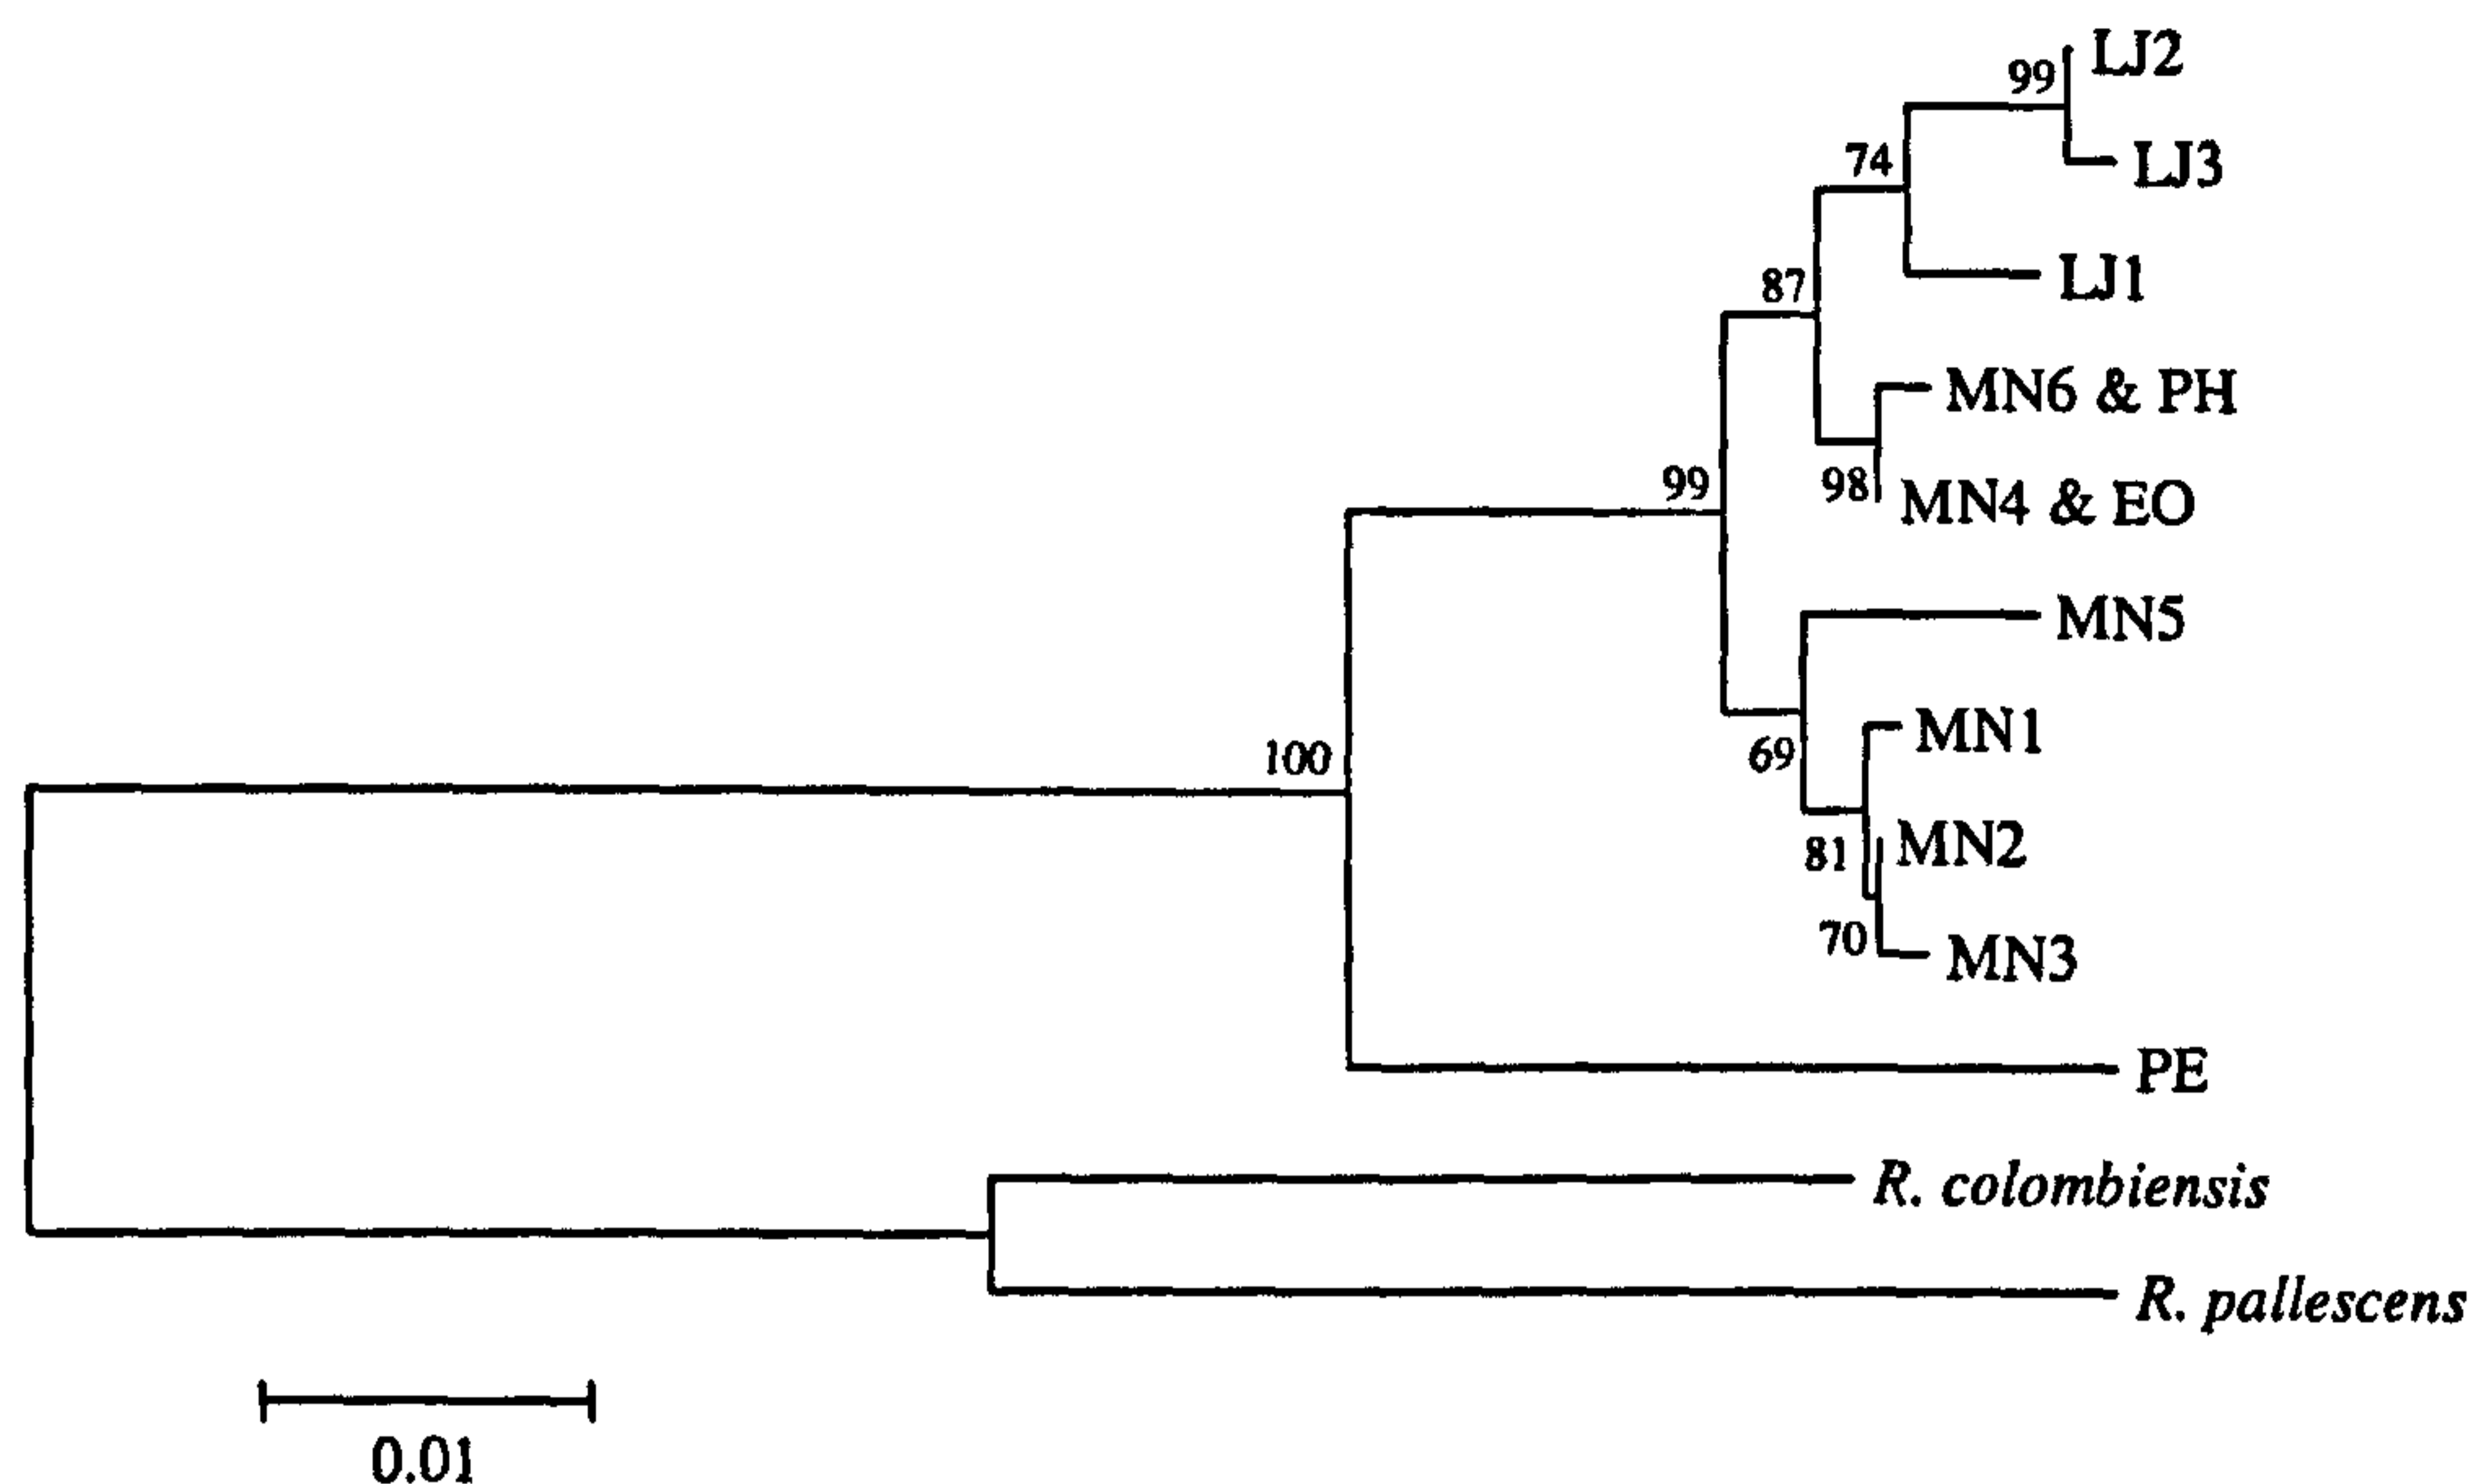 LJ2
99
LJ3
74
LJ1
87
MN6 & PH
98
MN4 & EO
99
MN5
MN1
69
100
MN2
81
70
MN3
PE
R. colombiensis
R. pallescens
0.01